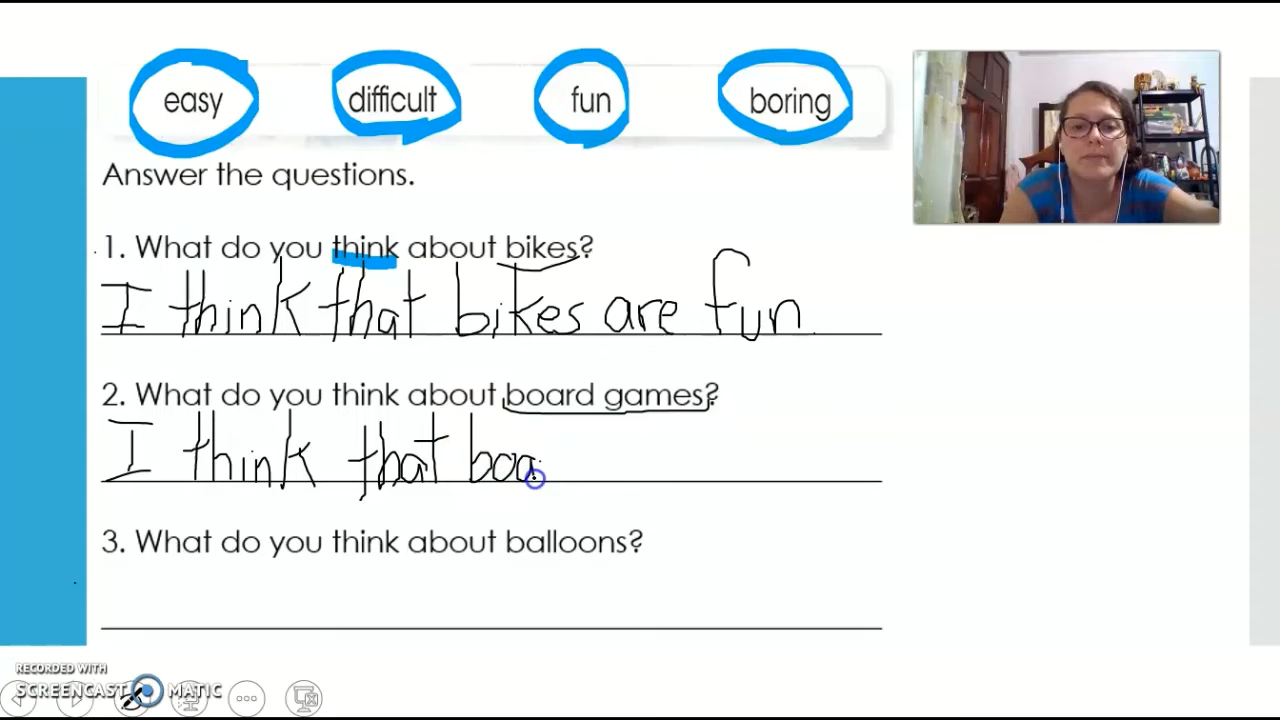 easy difficult fun boring
Answer the questions.
1. What do you think about bikes?
I think that bikes are fun.
2. What do you think about board games?
I think that boa
3. What do you think about balloons?
RECORDED WITH
SCREENCAST MATIC